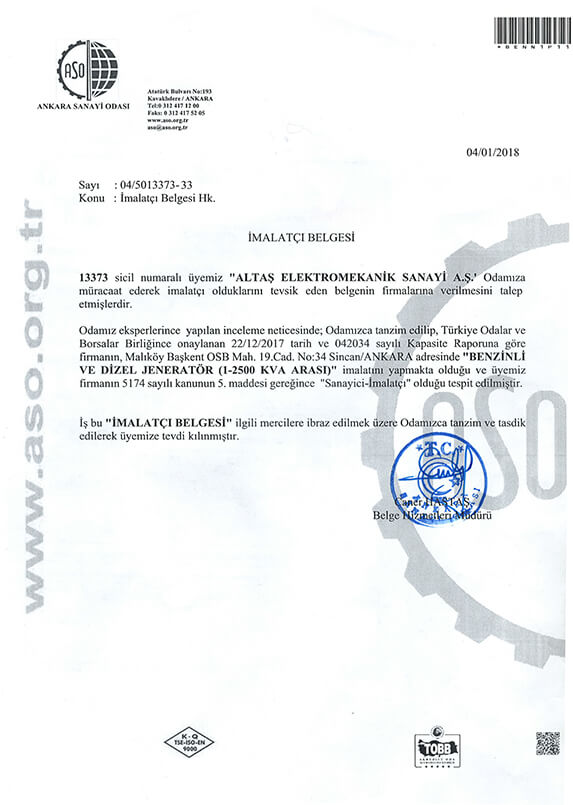 *BENN1P11
ASO
ANKARA SANAYİ ODASI
Atatürk Bulvarı No:193
Kavaklıdere / ANKARA
Tel:0 312 417 12 00
Faks: 0 312 417 52 05
www.aso.org.tr
aso@aso.org.tr
04/01/2018
Sayı : 04/5013373-33
Konu : İmalatçı Belgesi Hk.
İMALATÇI BELGESİ
13373 sicil numaralı üyemiz "ALTAŞ ELEKTROMEKANİK SANAYİ A.Ş.' Odamıza
müracaat ederek imalatçı olduklarını tevsik eden belgenin firmalarına verilmesini talep
etmişlerdir.
Odamız eksperlerince yapılan inceleme neticesinde; Odamızca tanzim edilip, Türkiye Odalar ve
Borsalar Birliğince onaylanan 22/12/2017 tarih ve 042034 sayılı Kapasite Raporuna göre
firmanın, Malıköy Başkent OSB Mah. 19.Cad. No:34 Sincan/ANKARA adresinde "BENZİNLİ
VE DİZEL JENERATÖR (1-2500 KVA ARASI)" imalatını yapmakta olduğu ve üyemiz
firmanın 5174 sayılı kanunun 5. maddesi gereğince "Sanayici-İmalatçı" olduğu tespit edilmiştir.
İş bu "İMALATÇI BELGESİ" ilgili mercilere ibraz edilmek üzere Odamızca tanzim ve tasdik
edilerek üyemize tevdi kılınmıştır.
T.C.
Caner HASTAŞ
Belge Hizmetleri Müdürü
www.aso.org.tr
ASO
K-Q
TSE-ISO-EN
9000
TOBB